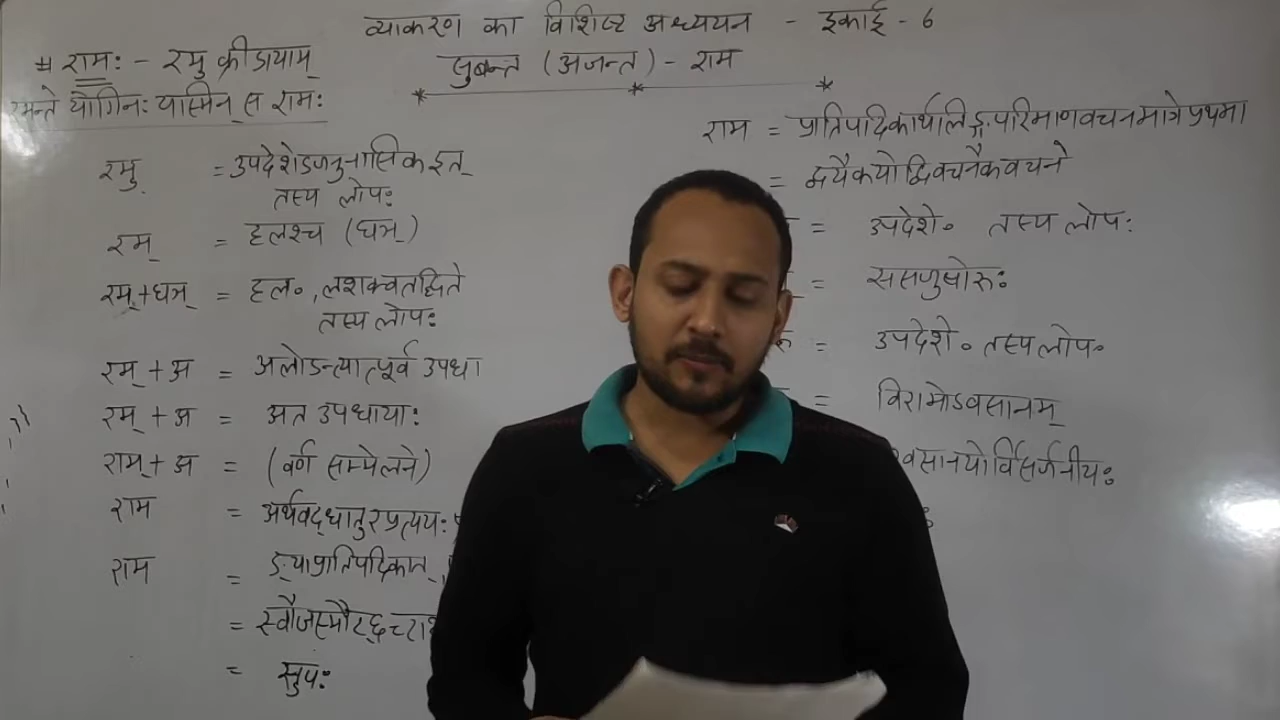 व्याकरण का विशिष्ट अध्ययन - इकाई - 6
सुबन्त (अजन्त) - राम
# रामः - रमु क्रीडायाम्
रमन्ते योगिनः यास्मिन् स रामः
रमु = उपदेशेऽजनुनासिक इत्
तस्य लोपः
रम् = हलश्च (घञ्)
रम्+घञ् = हल०, लशक्वतद्धिते
तस्य लोपः
रम् + अ = अलोऽन्त्यात्पूर्व उपधा
रम् + अ = अत उपधायाः
राम् + अ = (वर्ण सम्मेलने)
राम = अर्थवद्धातुरप्रत्ययः
राम = ङ्याप्रातिपदिकात्
= स्वौजस्मौट्छ्टा
= सुपः
राम = प्रातिपदिकार्थलिङ्गपरिमाणवचनमात्रे प्रथमा
= द्वयेकयोर्द्विवचनैकवचने
= उपदेशे० तस्य लोपः
= ससजुषोरुः
रु = उपदेशे० तस्य लोप०
= विरामोऽवसानम्
वसानयोर्विसर्जनीयः